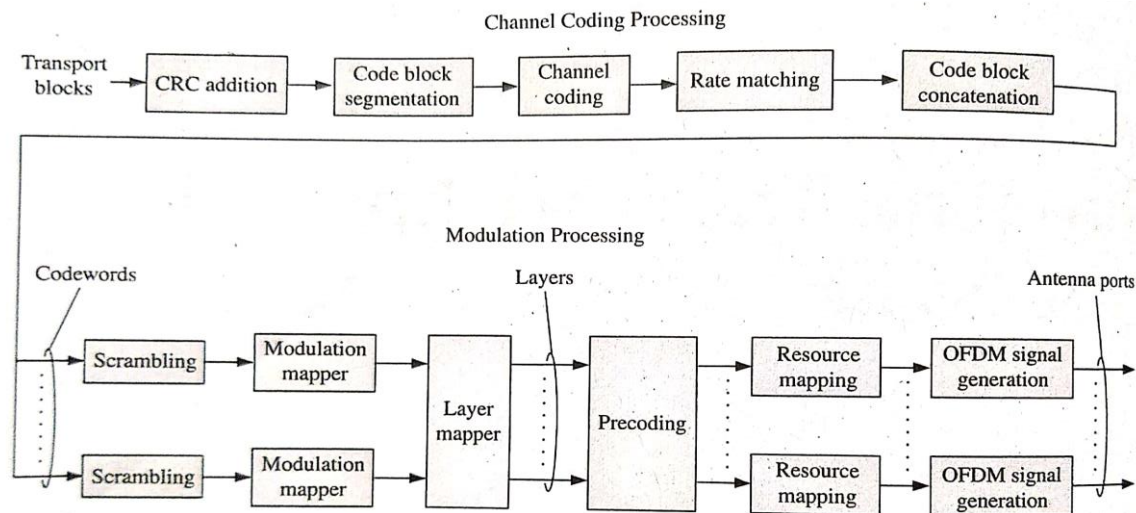 Channel Coding Processing
Transport
blocks
CRC addition
Code block
segmentation
Channel
coding
Rate matching
Code block
concatenation
Modulation Processing
Codewords
Layers
Antenna ports
Scrambling
Modulation
mapper
Layer
mapper
Precoding
Resource
mapping
OFDM signal
generation
Scrambling
Modulation
mapper
Resource
mapping
OFDM signal
generation